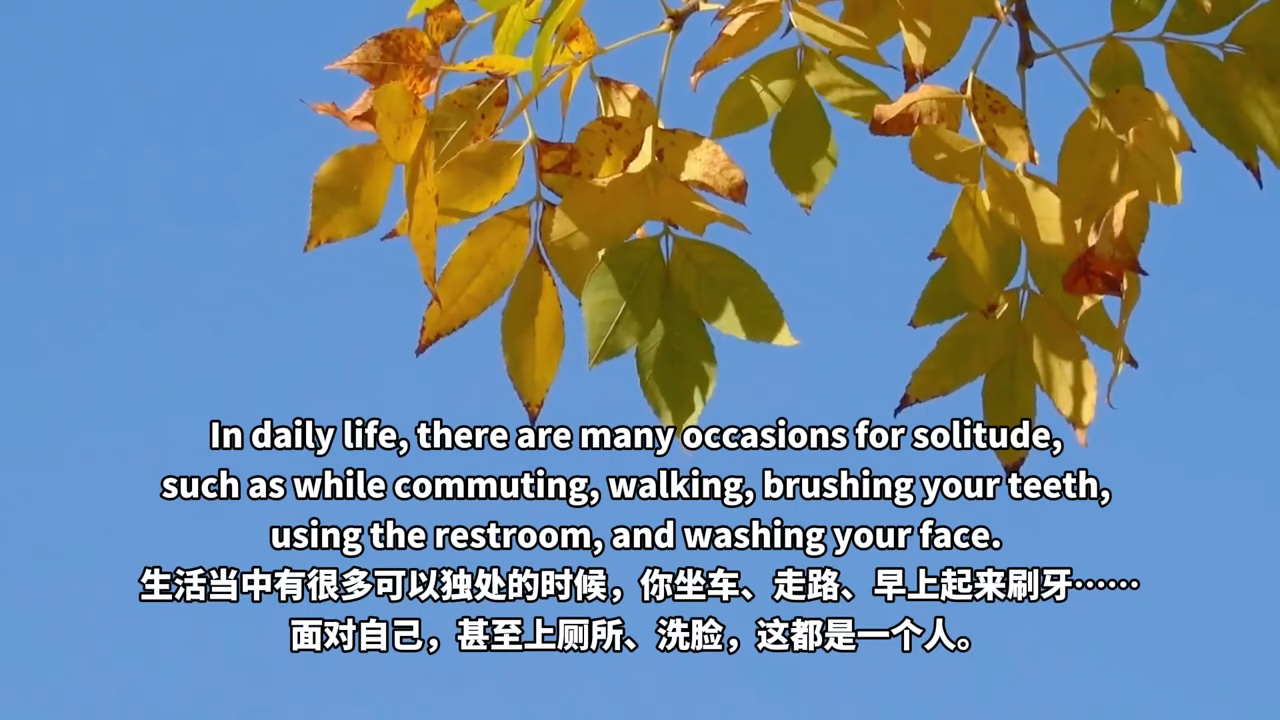 In daily life, there are many occasions for solitude,
such as while commuting, walking, brushing your teeth,
using the restroom, and washing your face.
生活当中有很多可以独处的时候，你坐车、走路、早上起来刷牙……
面对自己，甚至上厕所、洗脸，这都是一个人。